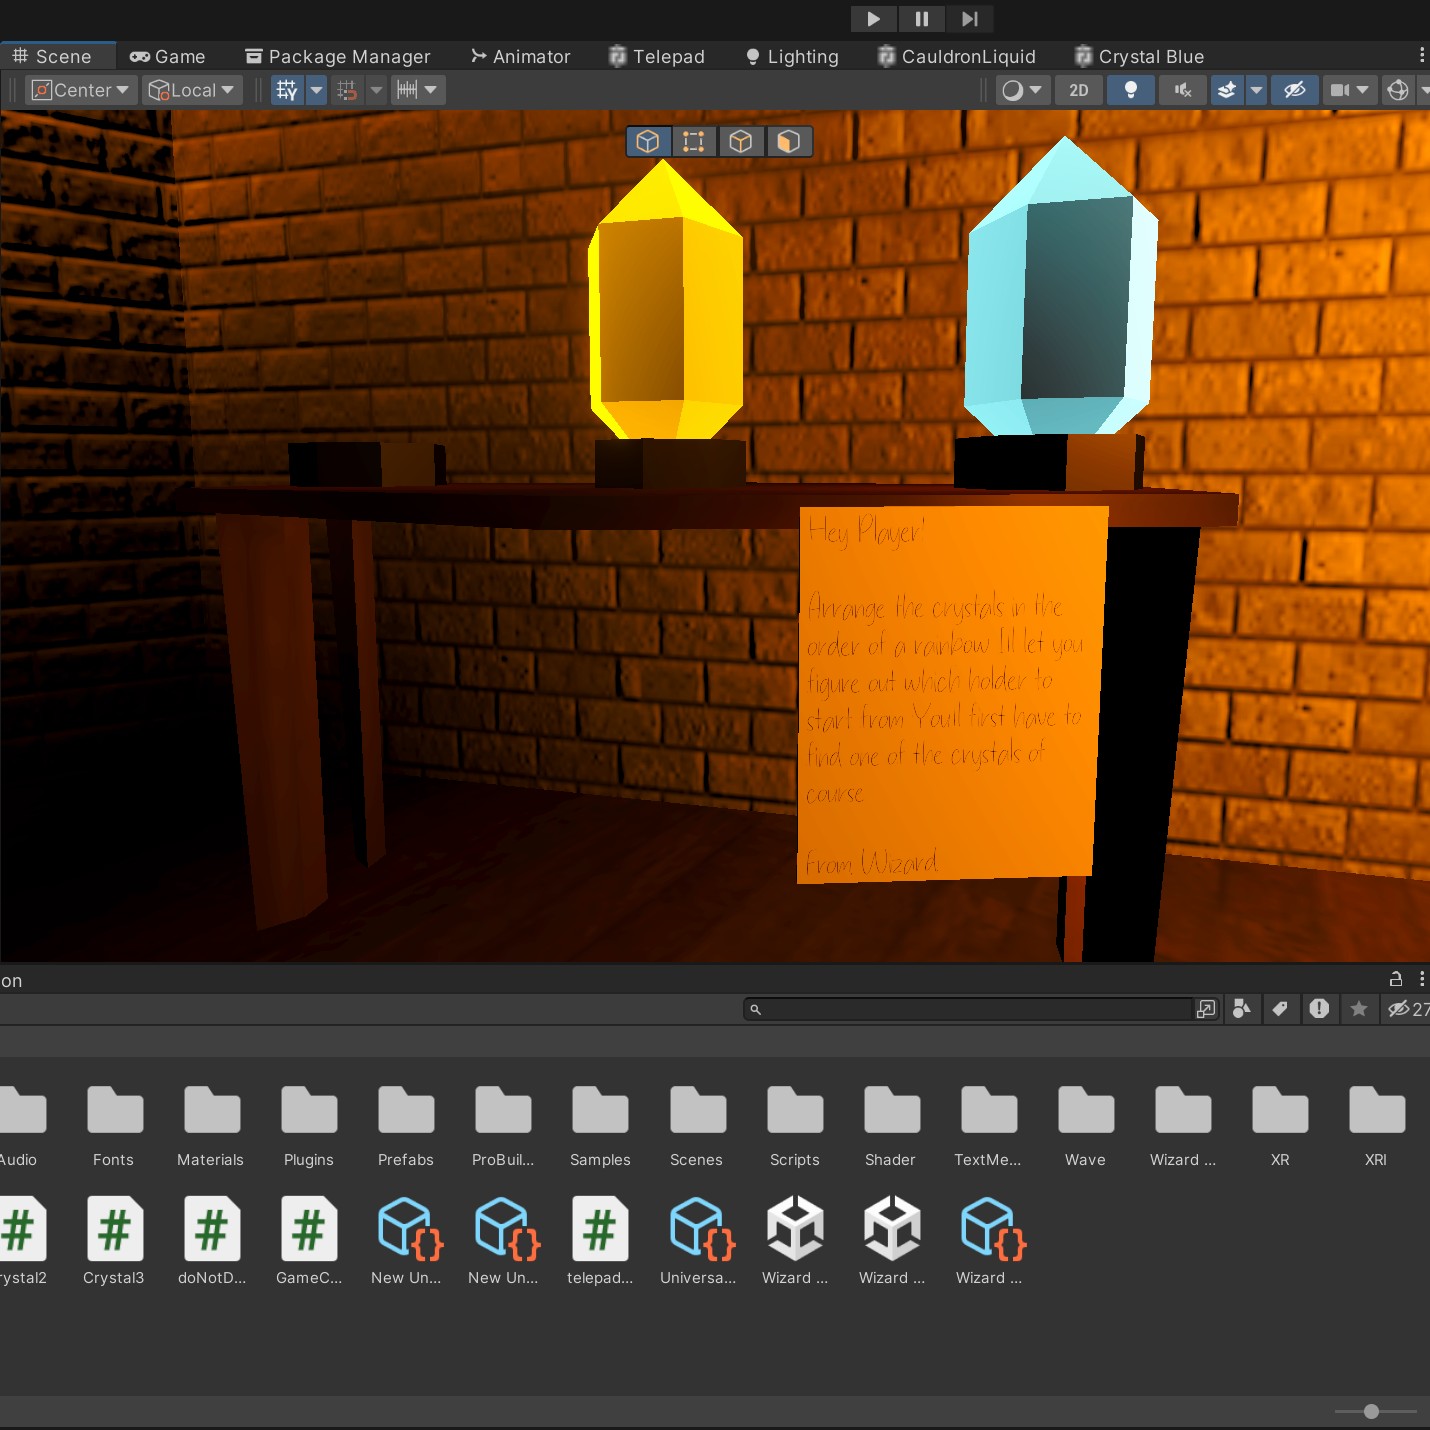 Scene Game Package Manager Animator Telepad Lighting CauldronLiquid Crystal Blue
Center Local 2D
Hey Player!
Arrange the crystals in the
order of a rainbow I'll let you
figure out which holder to
start from You'll first have to
find one of the crystals of
course
from Wizard
on
27
Audio Fonts Materials Plugins Prefabs ProBuil... Samples Scenes Scripts Shader TextMe... Wave Wizard ... XR XRI
rystal2 Crystal3 doNotD... GameC... New Un... New Un... telepad... Universa... Wizard ... Wizard ... Wizard ...